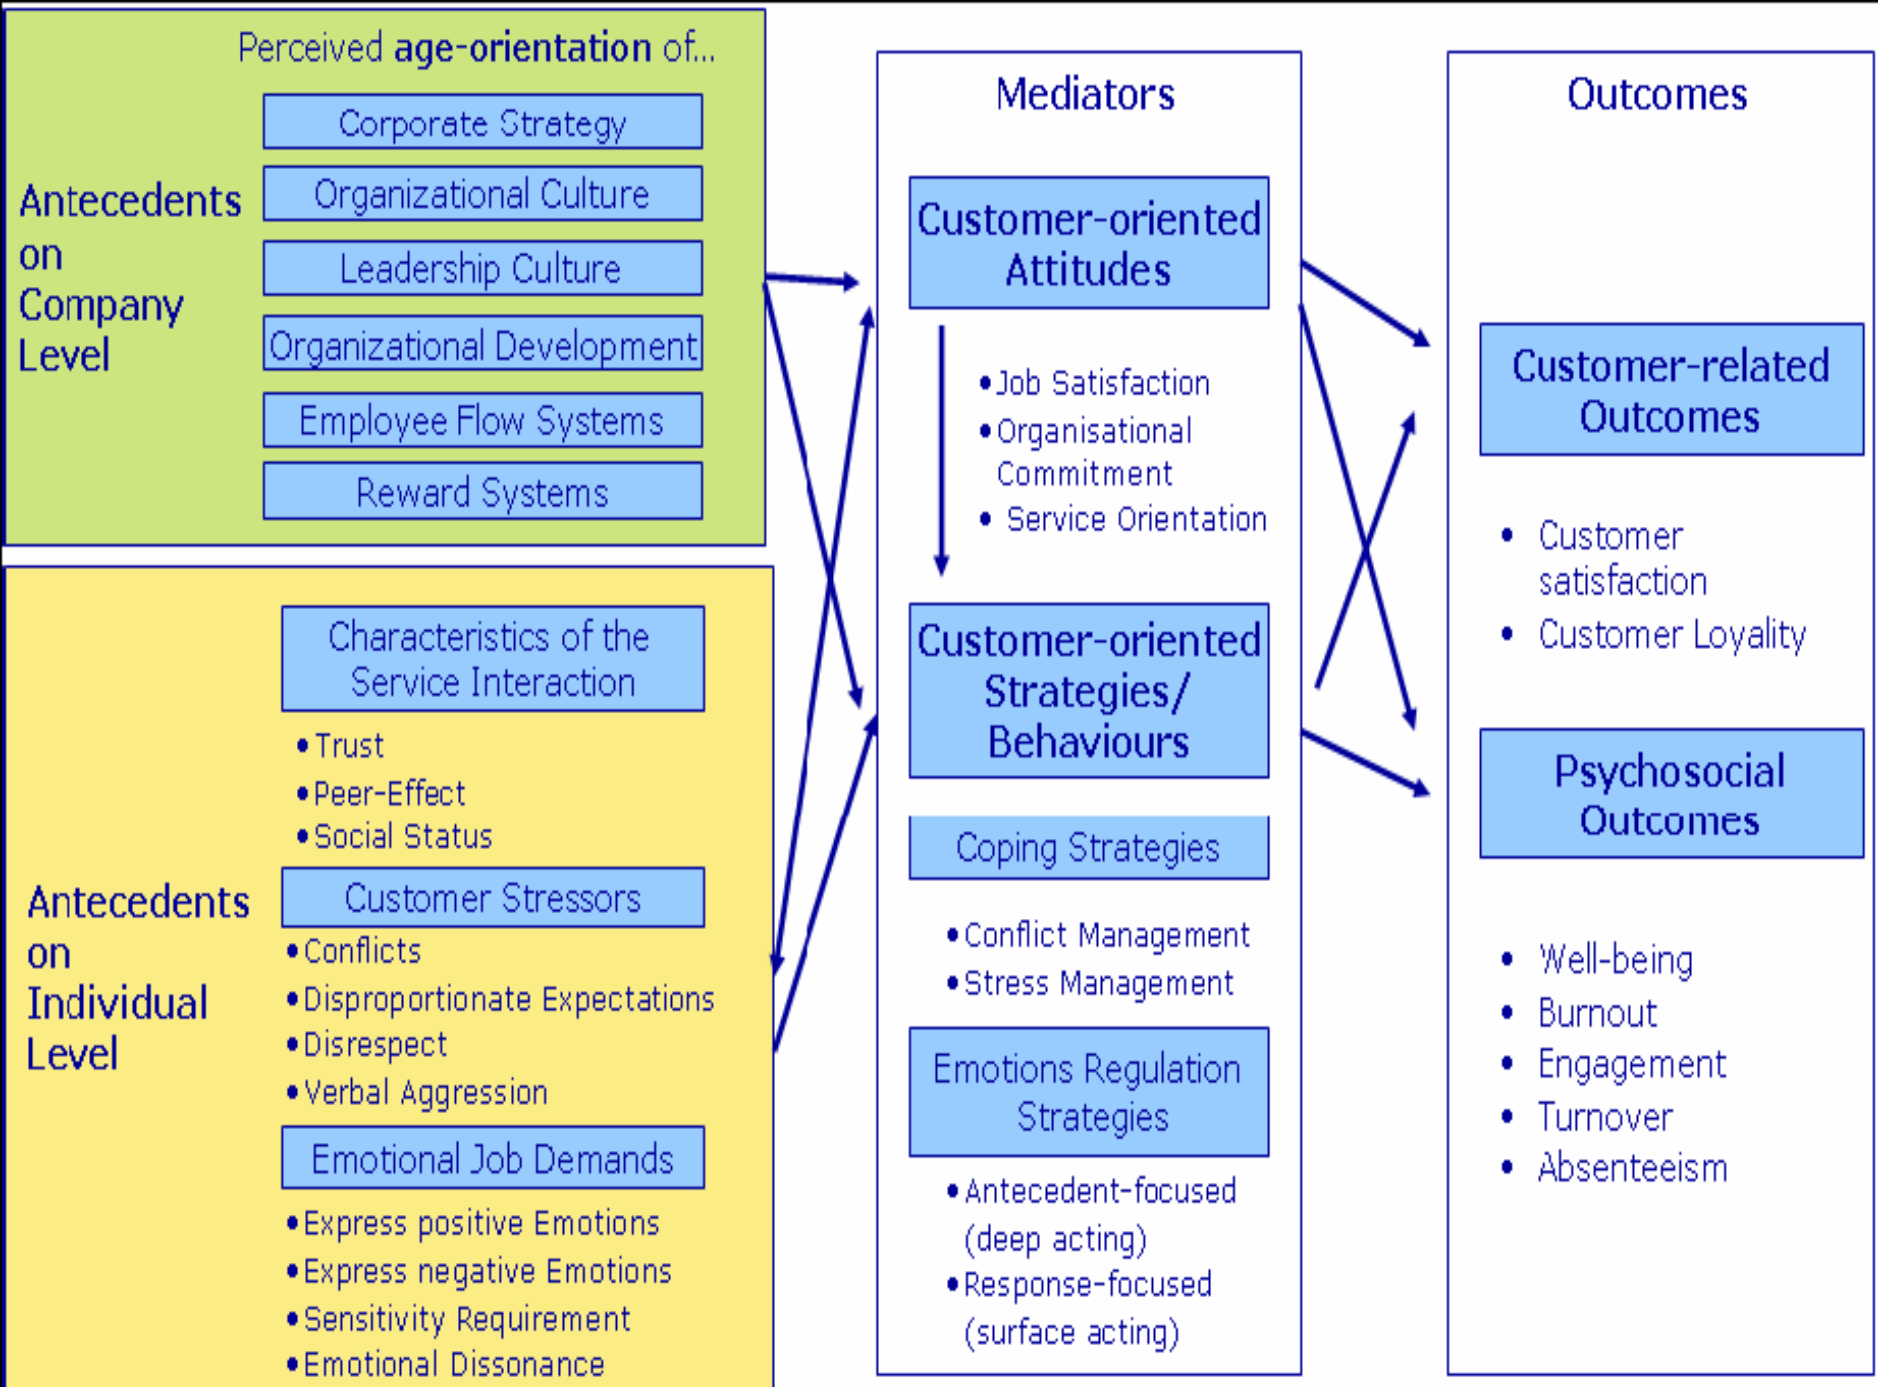 Perceived age-orientation of...
Antecedents
on
Company
Level
Corporate Strategy
Organizational Culture
Leadership Culture
Organizational Development
Employee Flow Systems
Reward Systems
Antecedents
on
Individual
Level
Characteristics of the
Service Interaction
•Trust
•Peer-Effect
•Social Status
Customer Stressors
•Conflicts
•Disproportionate Expectations
•Disrespect
•Verbal Aggression
Emotional Job Demands
•Express positive Emotions
•Express negative Emotions
•Sensitivity Requirement
•Emotional Dissonance
Mediators
Customer-oriented
Attitudes
•Job Satisfaction
•Organisational
Commitment
• Service Orientation
Customer-oriented
Strategies/
Behaviours
Coping Strategies
•Conflict Management
•Stress Management
Emotions Regulation
Strategies
•Antecedent-focused
(deep acting)
•Response-focused
(surface acting)
Outcomes
Customer-related
Outcomes
• Customer
satisfaction
• Customer Loyality
Psychosocial
Outcomes
• Well-being
• Burnout
• Engagement
• Turnover
• Absenteeism